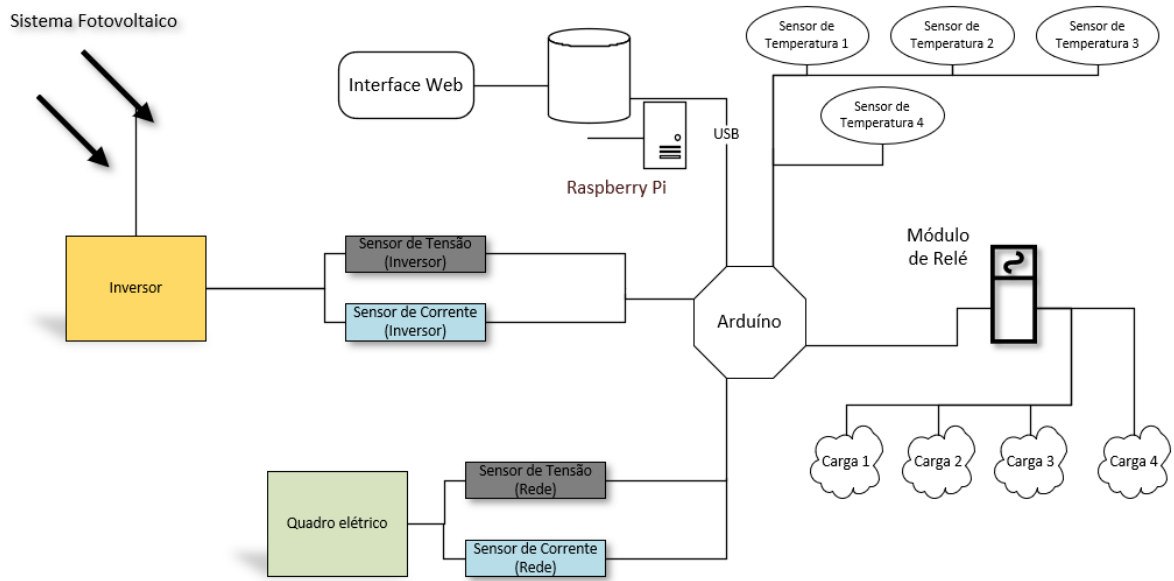 Sistema Fotovoltaico
Sensor de
Temperatura 1
Sensor de
Temperatura 2
Sensor de
Temperatura 3
Interface Web
Sensor de
Temperatura 4
USB
Raspberry Pi
Módulo
de Relé
Sensor de Tensão
(Inversor)
Inversor
Sensor de Corrente
(Inversor)
Arduíno
Carga 1
Carga 2
Carga 3
Carga 4
Sensor de Tensão
(Rede)
Quadro elétrico
Sensor de Corrente
(Rede)